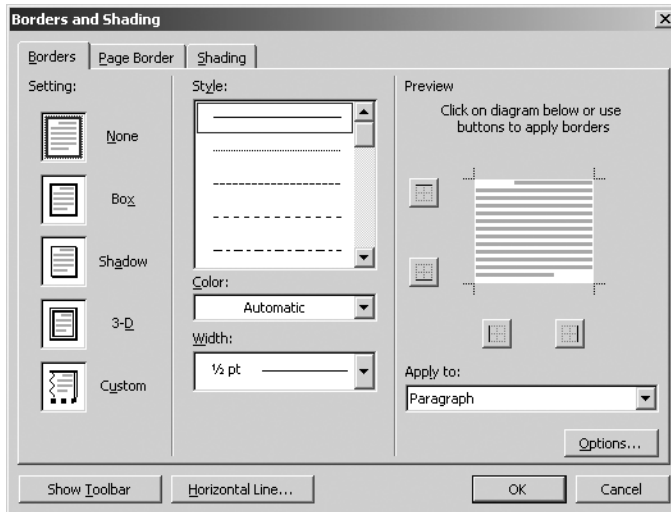 Borders and Shading
Borders
Page Border
Shading
Setting:
None
Box
Shadow
3-D
Custom
Style:
Color:
Automatic
Width:
½ pt
Preview
Click on diagram below or use
buttons to apply borders
Apply to:
Paragraph
Options...
Show Toolbar
Horizontal Line...
OK
Cancel